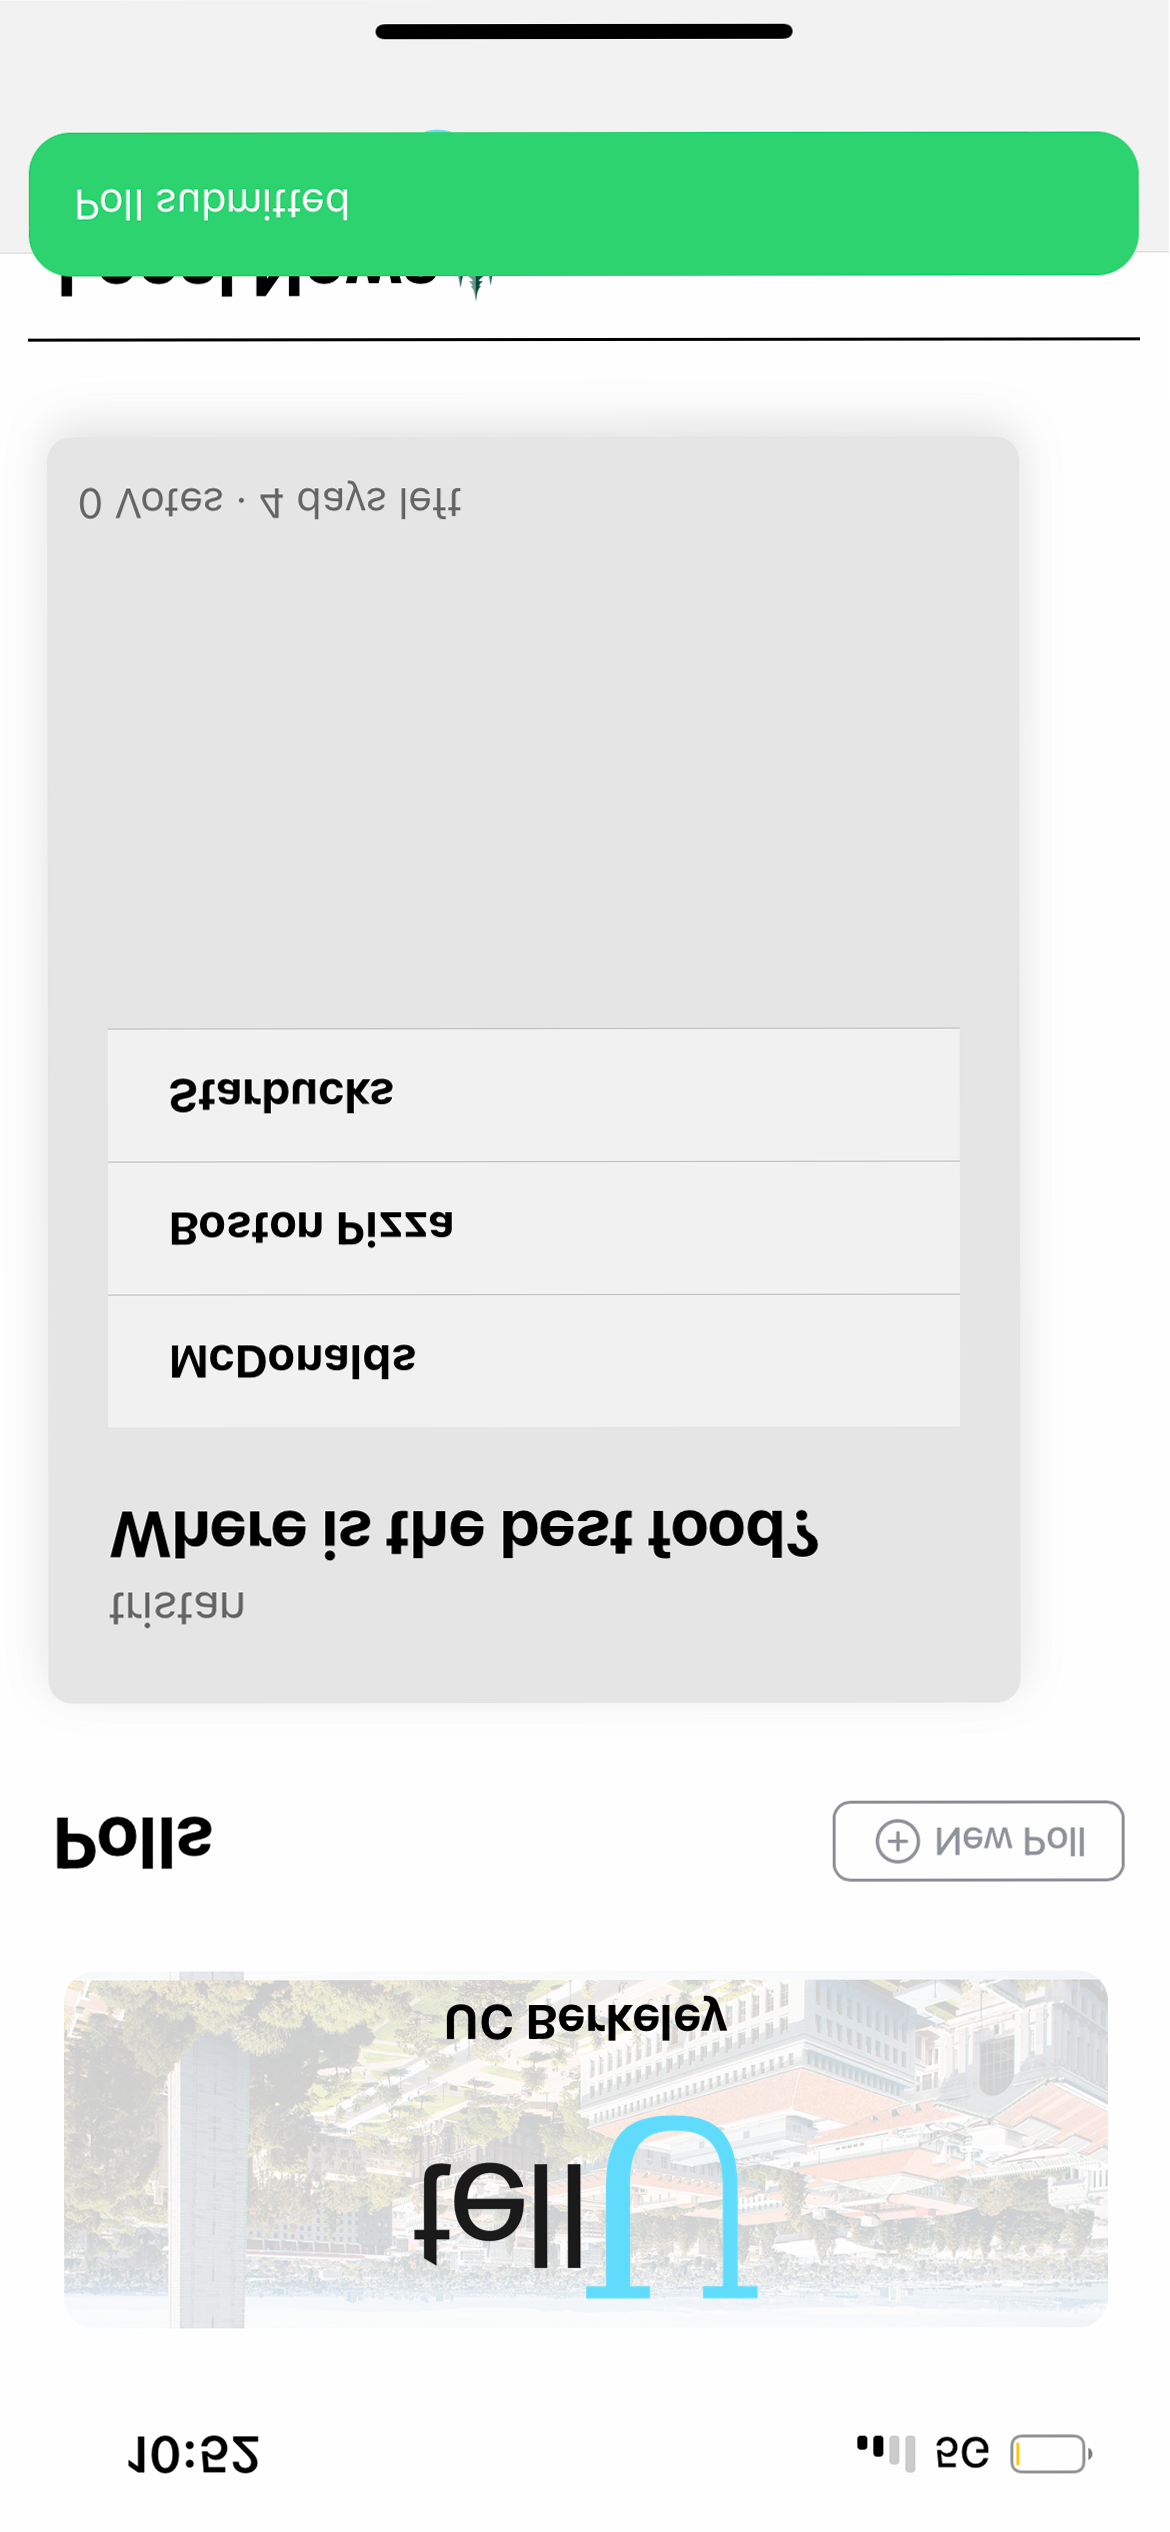 10:52
5G
tellU
UC Berkeley
Polls
New Poll
tristan
Where is the best food?
McDonalds
Boston Pizza
Starbucks
0 Votes · 4 days left
Local News
Poll submitted